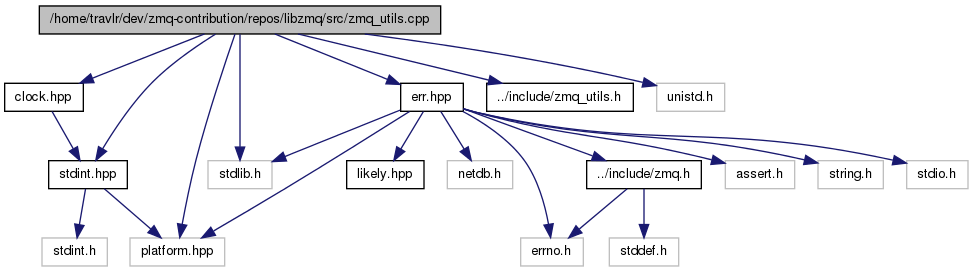 /home/travlr/dev/zmq-contribution/repos/libzmq/src/zmq_utils.cpp
clock.hpp
err.hpp
../include/zmq_utils.h
unistd.h
stdint.hpp
stdlib.h
likely.hpp
netdb.h
../include/zmq.h
assert.h
string.h
stdio.h
stdint.h
platform.hpp
errno.h
stddef.h